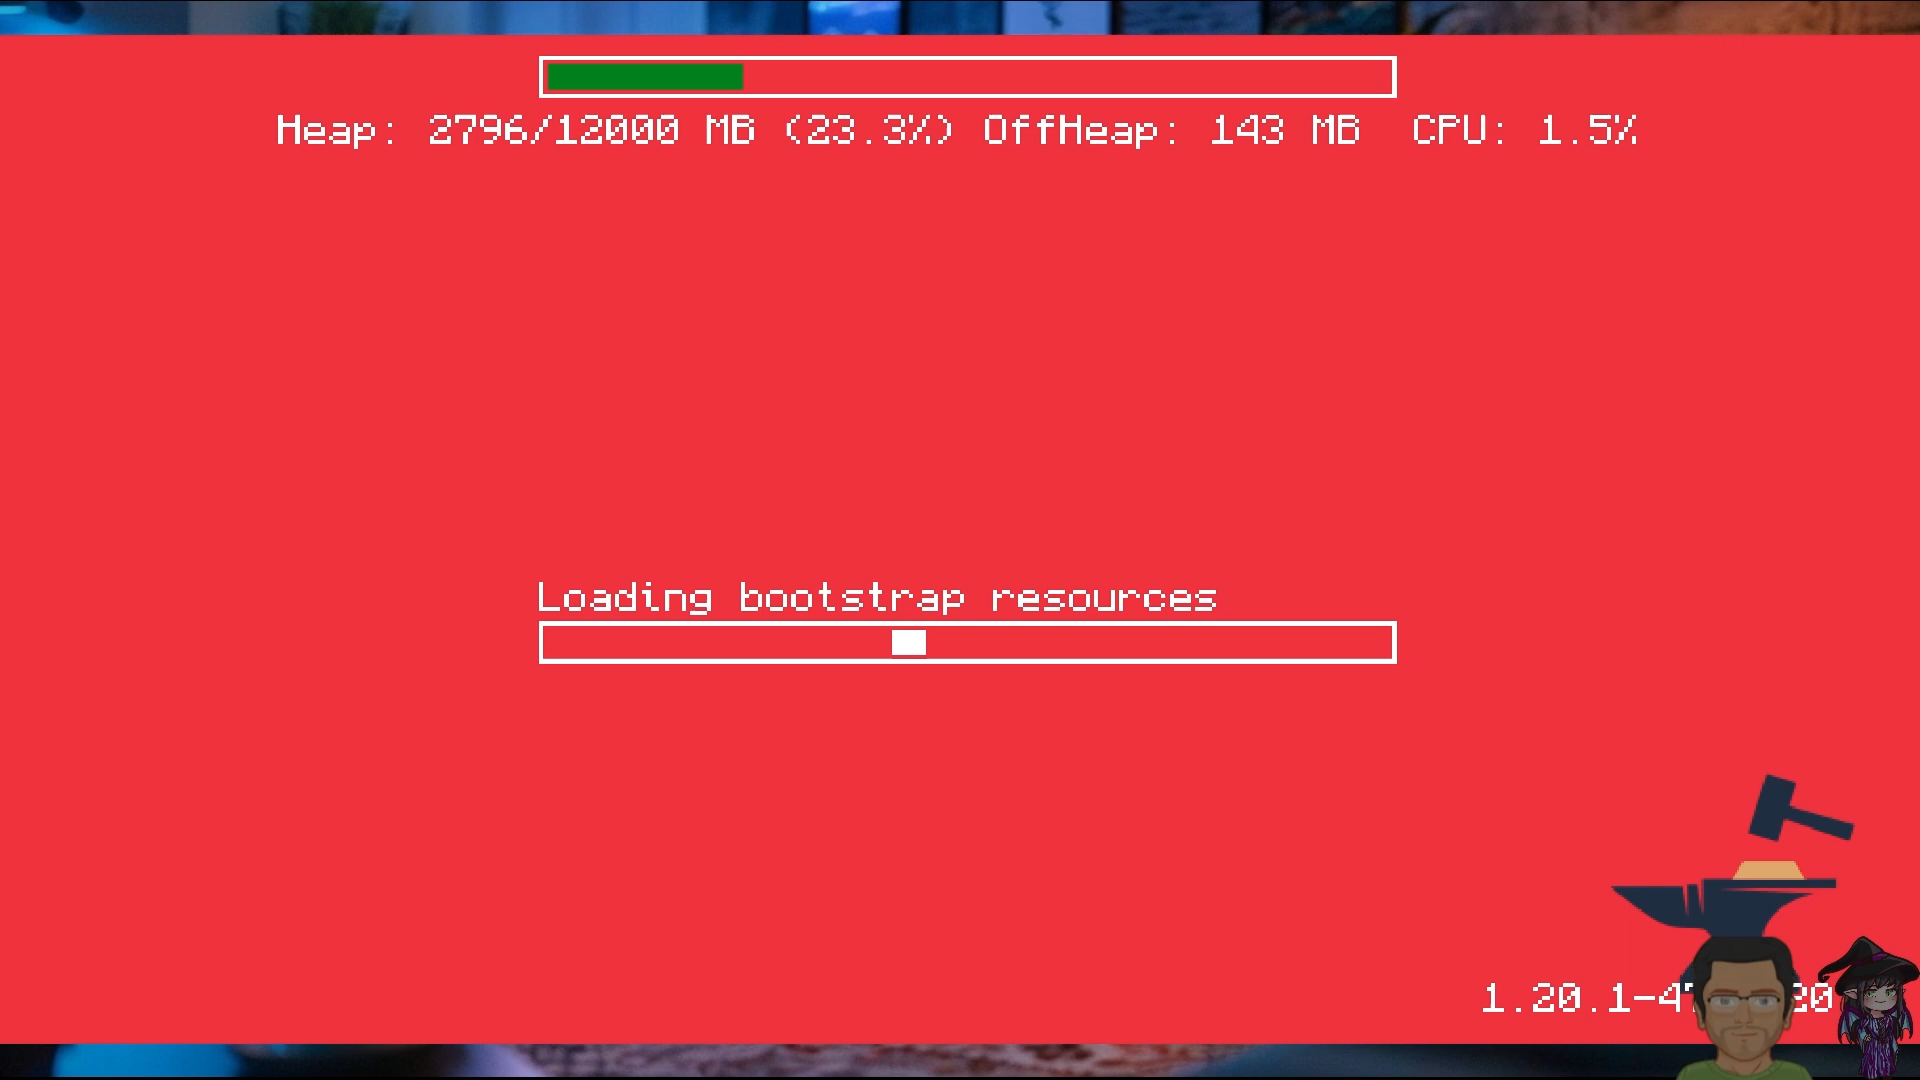 Heap: 2796/12000 MB (23.3%) OffHeap: 143 MB  CPU: 1.5%
Loading bootstrap resources